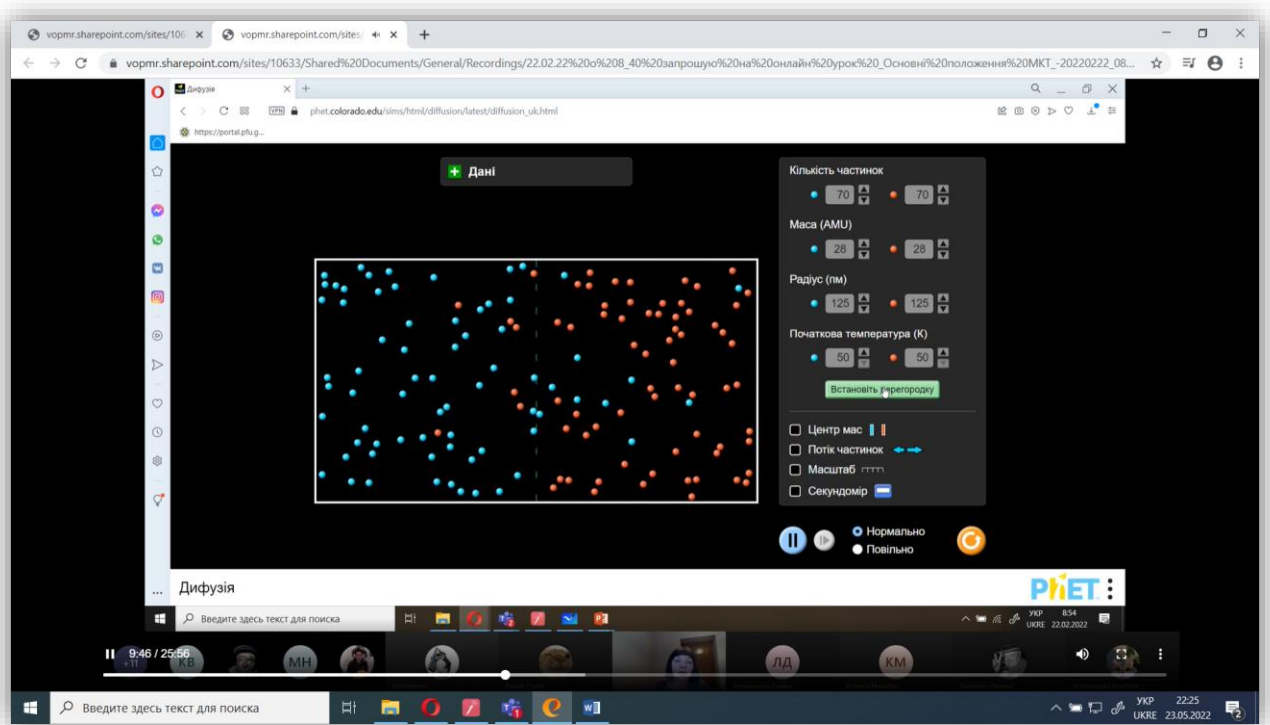 vopmr.sharepoint.com/sites/106
vopmr.sharepoint.com/sites/
vopmr.sharepoint.com/sites/10633/Shared%20Documents/General/Recordings/22.02.22%20о%208_40%20запрошую%20на%20онлайн%20урок%20_Основні%20положення%20МКТ_-20220222_08...
Дифузія
VPN phet.colorado.edu/sims/html/diffusion/latest/diffusion_uk.html
https://portal.pfu.g...
Дані
Кількість частинок
70 70
Маса (AMU)
28 28
Радіус (пм)
125 125
Початкова температура (К)
50 50
Встановіть перегородку
Центр мас
Потік частинок
Масштаб
Секундомір
Нормально
Повільно
Дифузія
PhET
Введите здесь текст для поиска
УКР 8:54
UKRE 22.02.2022
9:46 / 25:56
+11 КВ МН ЛД КМ
Введите здесь текст для поиска
УКР 22:25
UKRE 23.05.2022
2